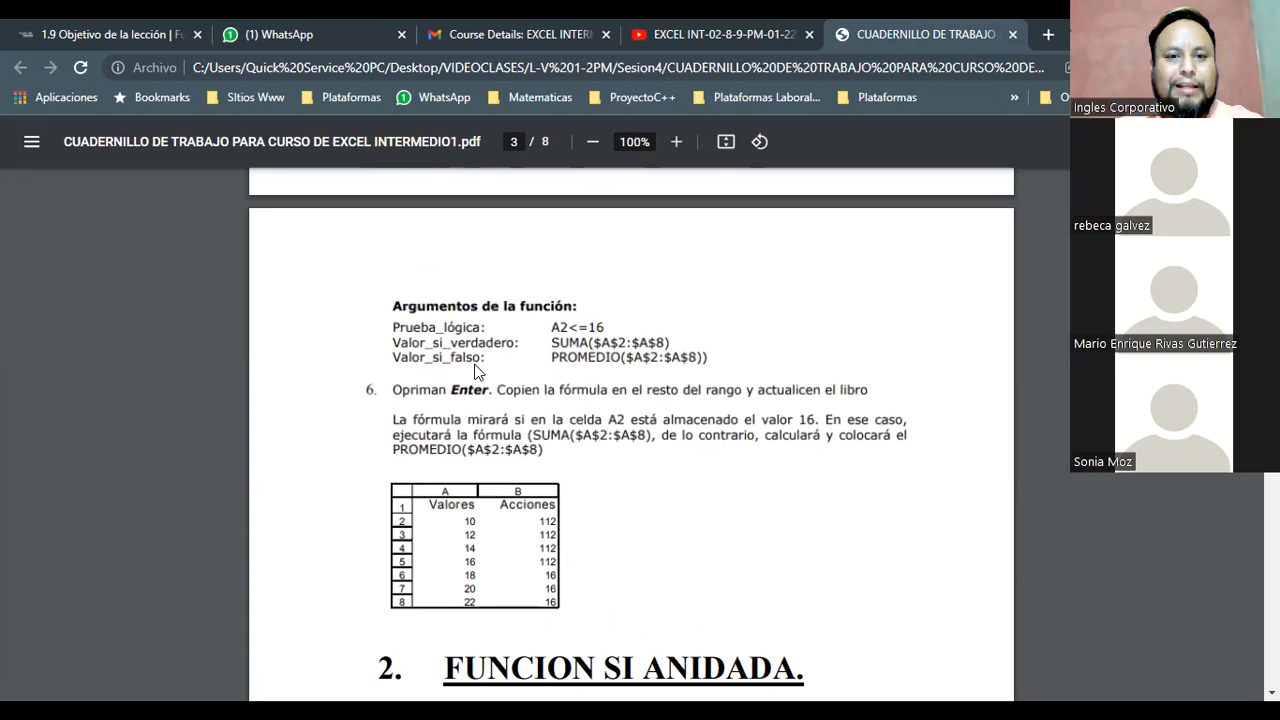 1.9 Objetivo de la lección | Fu
(1) WhatsApp
Course Details: EXCEL INTERM
EXCEL INT-02-8-9-PM-01-22
CUADERNILLO DE TRABAJO
Archivo
C:/Users/Quick%20Service%20PC/Desktop/VIDEOCLASES/L-V%201-2PM/Sesion4/CUADERNILLO%20DE%20TRABAJO%20PARA%20CURSO%20DE...
Aplicaciones
Bookmarks
SItios Www
Plataformas
WhatsApp
Matematicas
ProyectoC++
Plataformas Laboral...
Plataformas
»
CUADERNILLO DE TRABAJO PARA CURSO DE EXCEL INTERMEDIO1.pdf
3 / 8
100%
Argumentos de la función:
Prueba_lógica: A2<=16
Valor_si_verdadero: SUMA($A$2:$A$8)
Valor_si_falso: PROMEDIO($A$2:$A$8))
6. Opriman Enter. Copien la fórmula en el resto del rango y actualicen el libro
La fórmula mirará si en la celda A2 está almacenado el valor 16. En ese caso,
ejecutará la fórmula (SUMA($A$2:$A$8), de lo contrario, calculará y colocará el
PROMEDIO($A$2:$A$8)
A B
1 Valores Acciones
2 10 112
3 12 112
4 14 112
5 16 112
6 18 16
7 20 16
8 22 16
2. FUNCION SI ANIDADA.
Ingles Corporativo
rebeca galvez
Mario Enrique Rivas Gutierrez
Sonia Moz